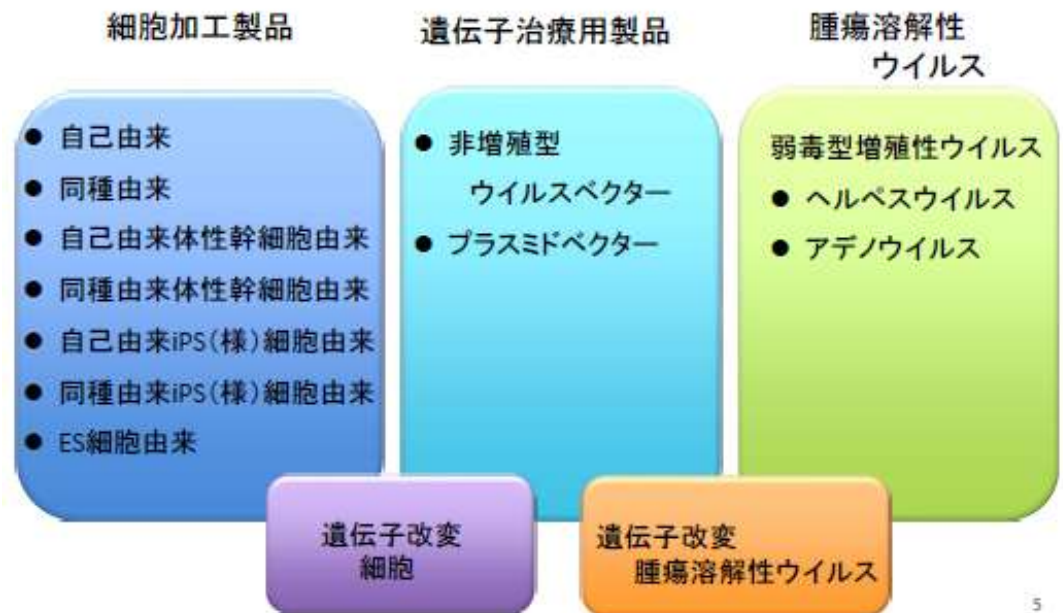 細胞加工製品
● 自己由来
● 同種由来
● 自己由来体性幹細胞由来
● 同種由来体性幹細胞由来
● 自己由来iPS(様)細胞由来
● 同種由来iPS(様)細胞由来
● ES細胞由来
遺伝子治療用製品
● 非増殖型
ウイルスベクター
● プラスミドベクター
腫瘍溶解性
ウイルス
弱毒型増殖性ウイルス
● ヘルペスウイルス
● アデノウイルス
遺伝子改変
細胞
遺伝子改変
腫瘍溶解性ウイルス
5